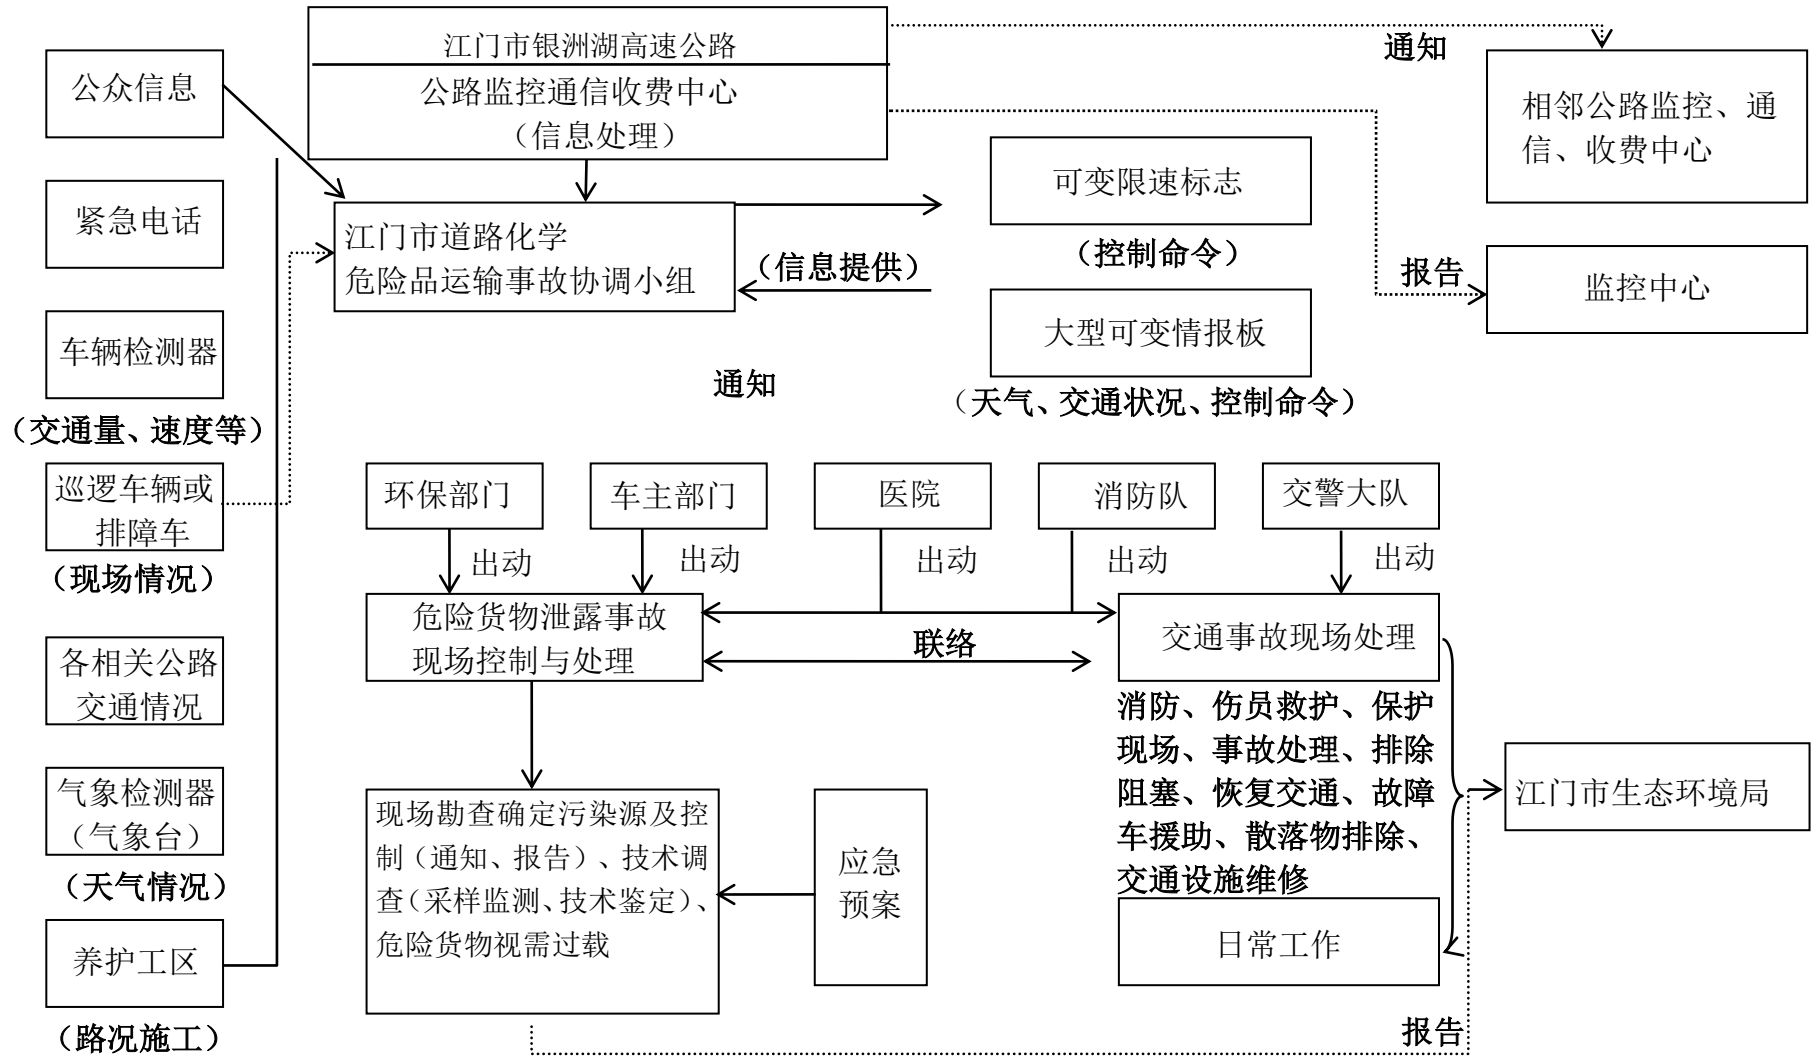 江门市银洲湖高速公路
公路监控通信收费中心
（信息处理）
通知
公众信息
相邻公路监控、通
信、收费中心
可变限速标志
紧急电话
江门市道路化学
危险品运输事故协调小组
（控制命令）
（信息提供）
报告
监控中心
车辆检测器
大型可变情报板
通知
（天气、交通状况、控制命令）
（交通量、速度等）
巡逻车辆或
排障车
（现场情况）
环保部门
车主部门
医院
消防队
交警大队
出动
出动
出动
出动
出动
危险货物泄露事故
现场控制与处理
联络
交通事故现场处理
各相关公路
交通情况
消防、伤员救护、保护
现场、事故处理、排除
阻塞、恢复交通、故障
车援助、散落物排除、
交通设施维修
气象检测器
（气象台）
（天气情况）
现场勘查确定污染源及控
制（通知、报告）、技术调
查（采样监测、技术鉴定）、
危险货物视需过载
应急
预案
江门市生态环境局
日常工作
养护工区
（路况施工）
报告